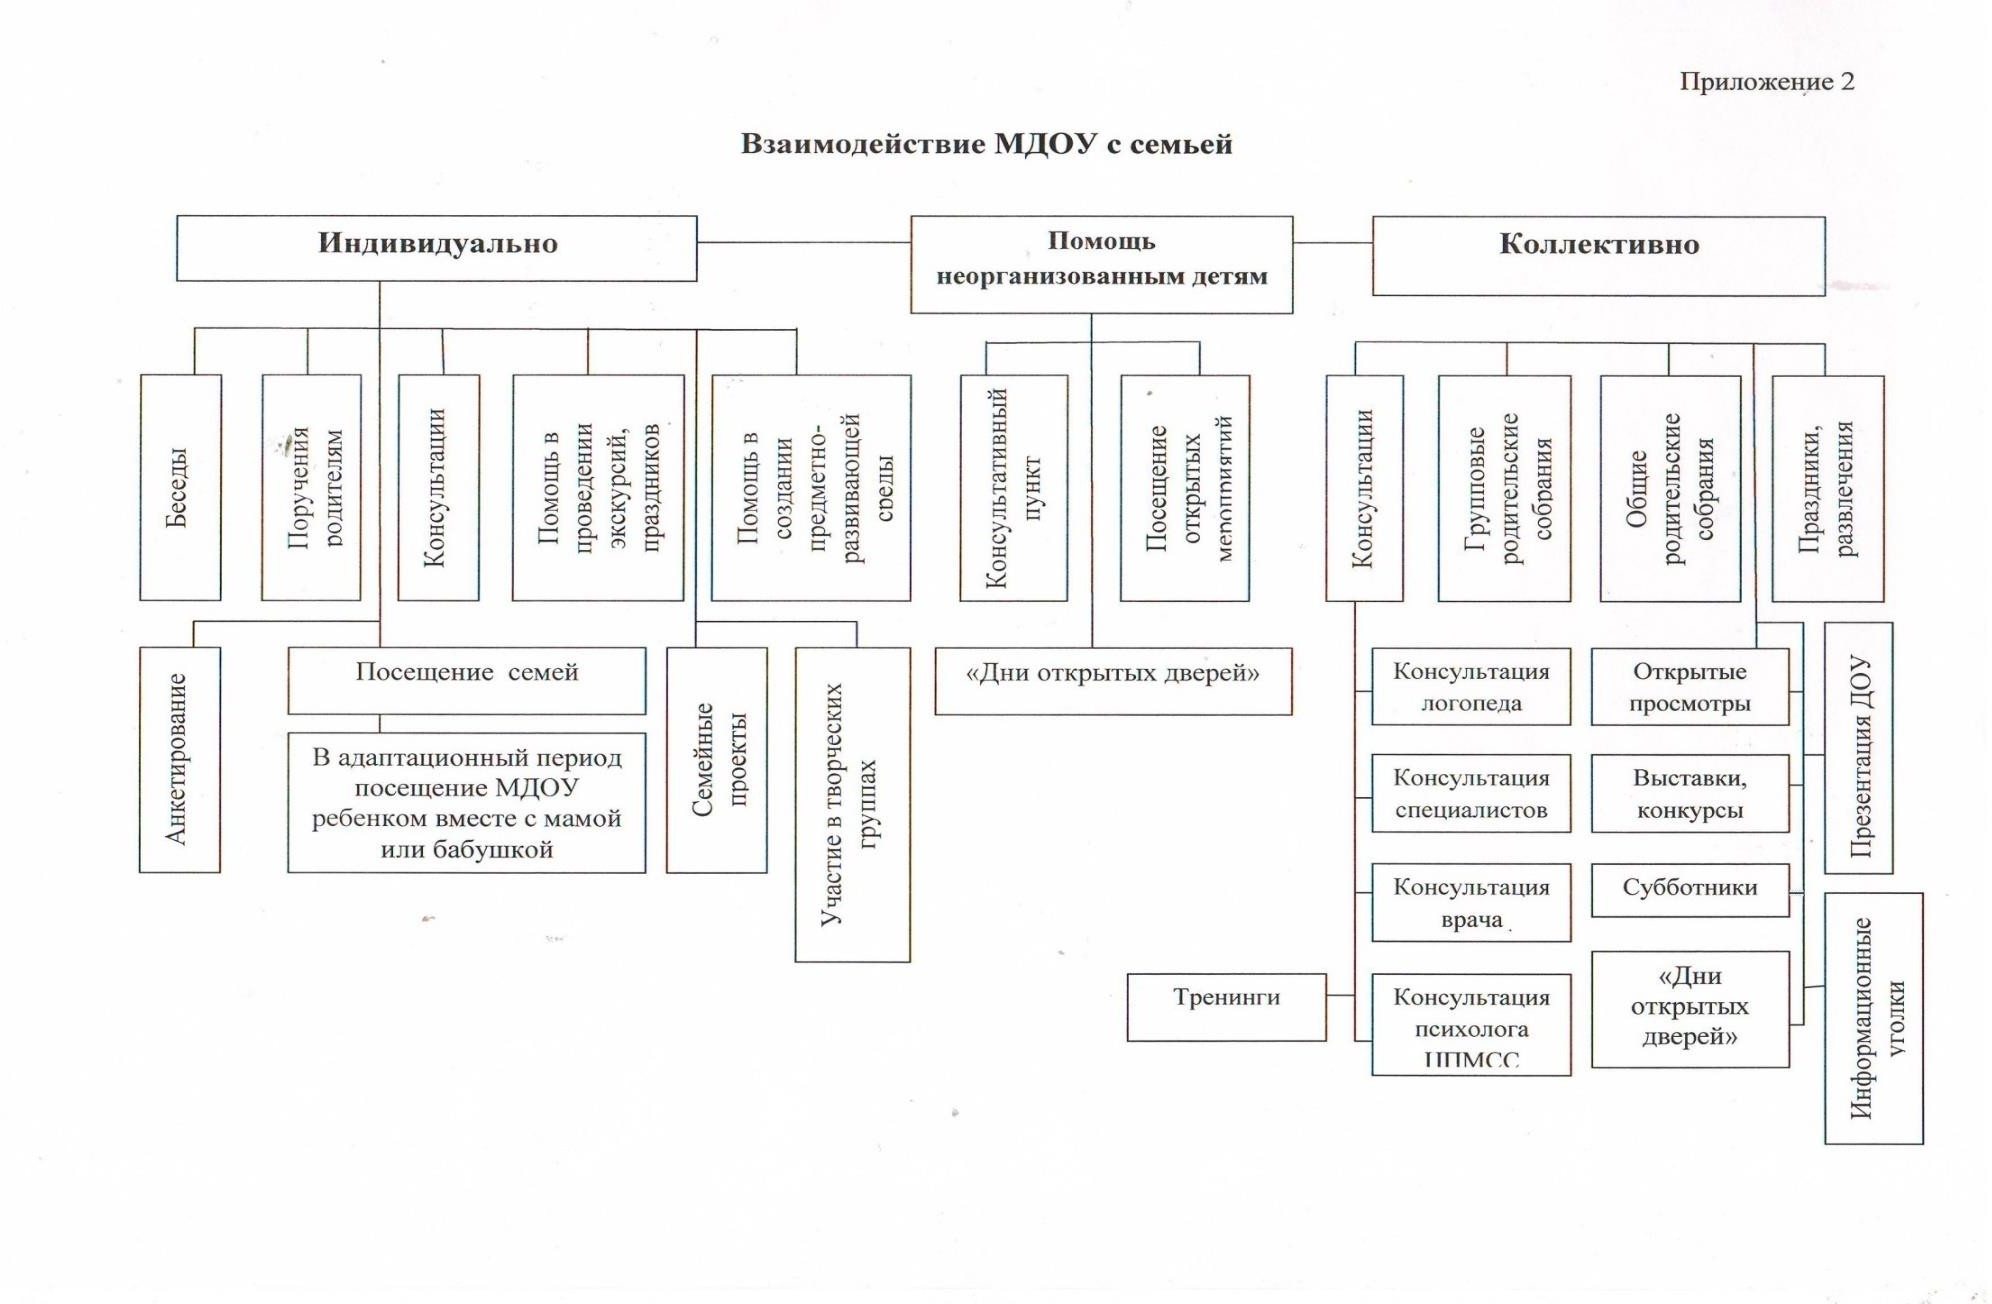 Приложение 2
Взаимодействие МДОУ с семьей
Индивидуально
Помощь
неорганизованным детям
Коллективно
Беседы
Поручения
родителям
Консультации
Помощь в
проведении
экскурсий,
праздников
Помощь в
создании
предметно-
развивающей
среды
Консультативный
пункт
Посещение
открытых
мероприятий
Консультации
Групповые
родительские
собрания
Общие
родительские
собрания
Праздники,
развлечения
Анкетирование
Посещение семей
В адаптационный период
посещение МДОУ
ребенком вместе с мамой
или бабушкой
Семейные
проекты
Участие в творческих
группах
«Дни открытых дверей»
Консультация
логопеда
Консультация
специалистов
Консультация
врача
Тренинги
Консультация
психолога
ЦПМСС
Открытые
просмотры
Выставки,
конкурсы
Субботники
«Дни
открытых
дверей»
Презентация ДОУ
Информационные
уголки